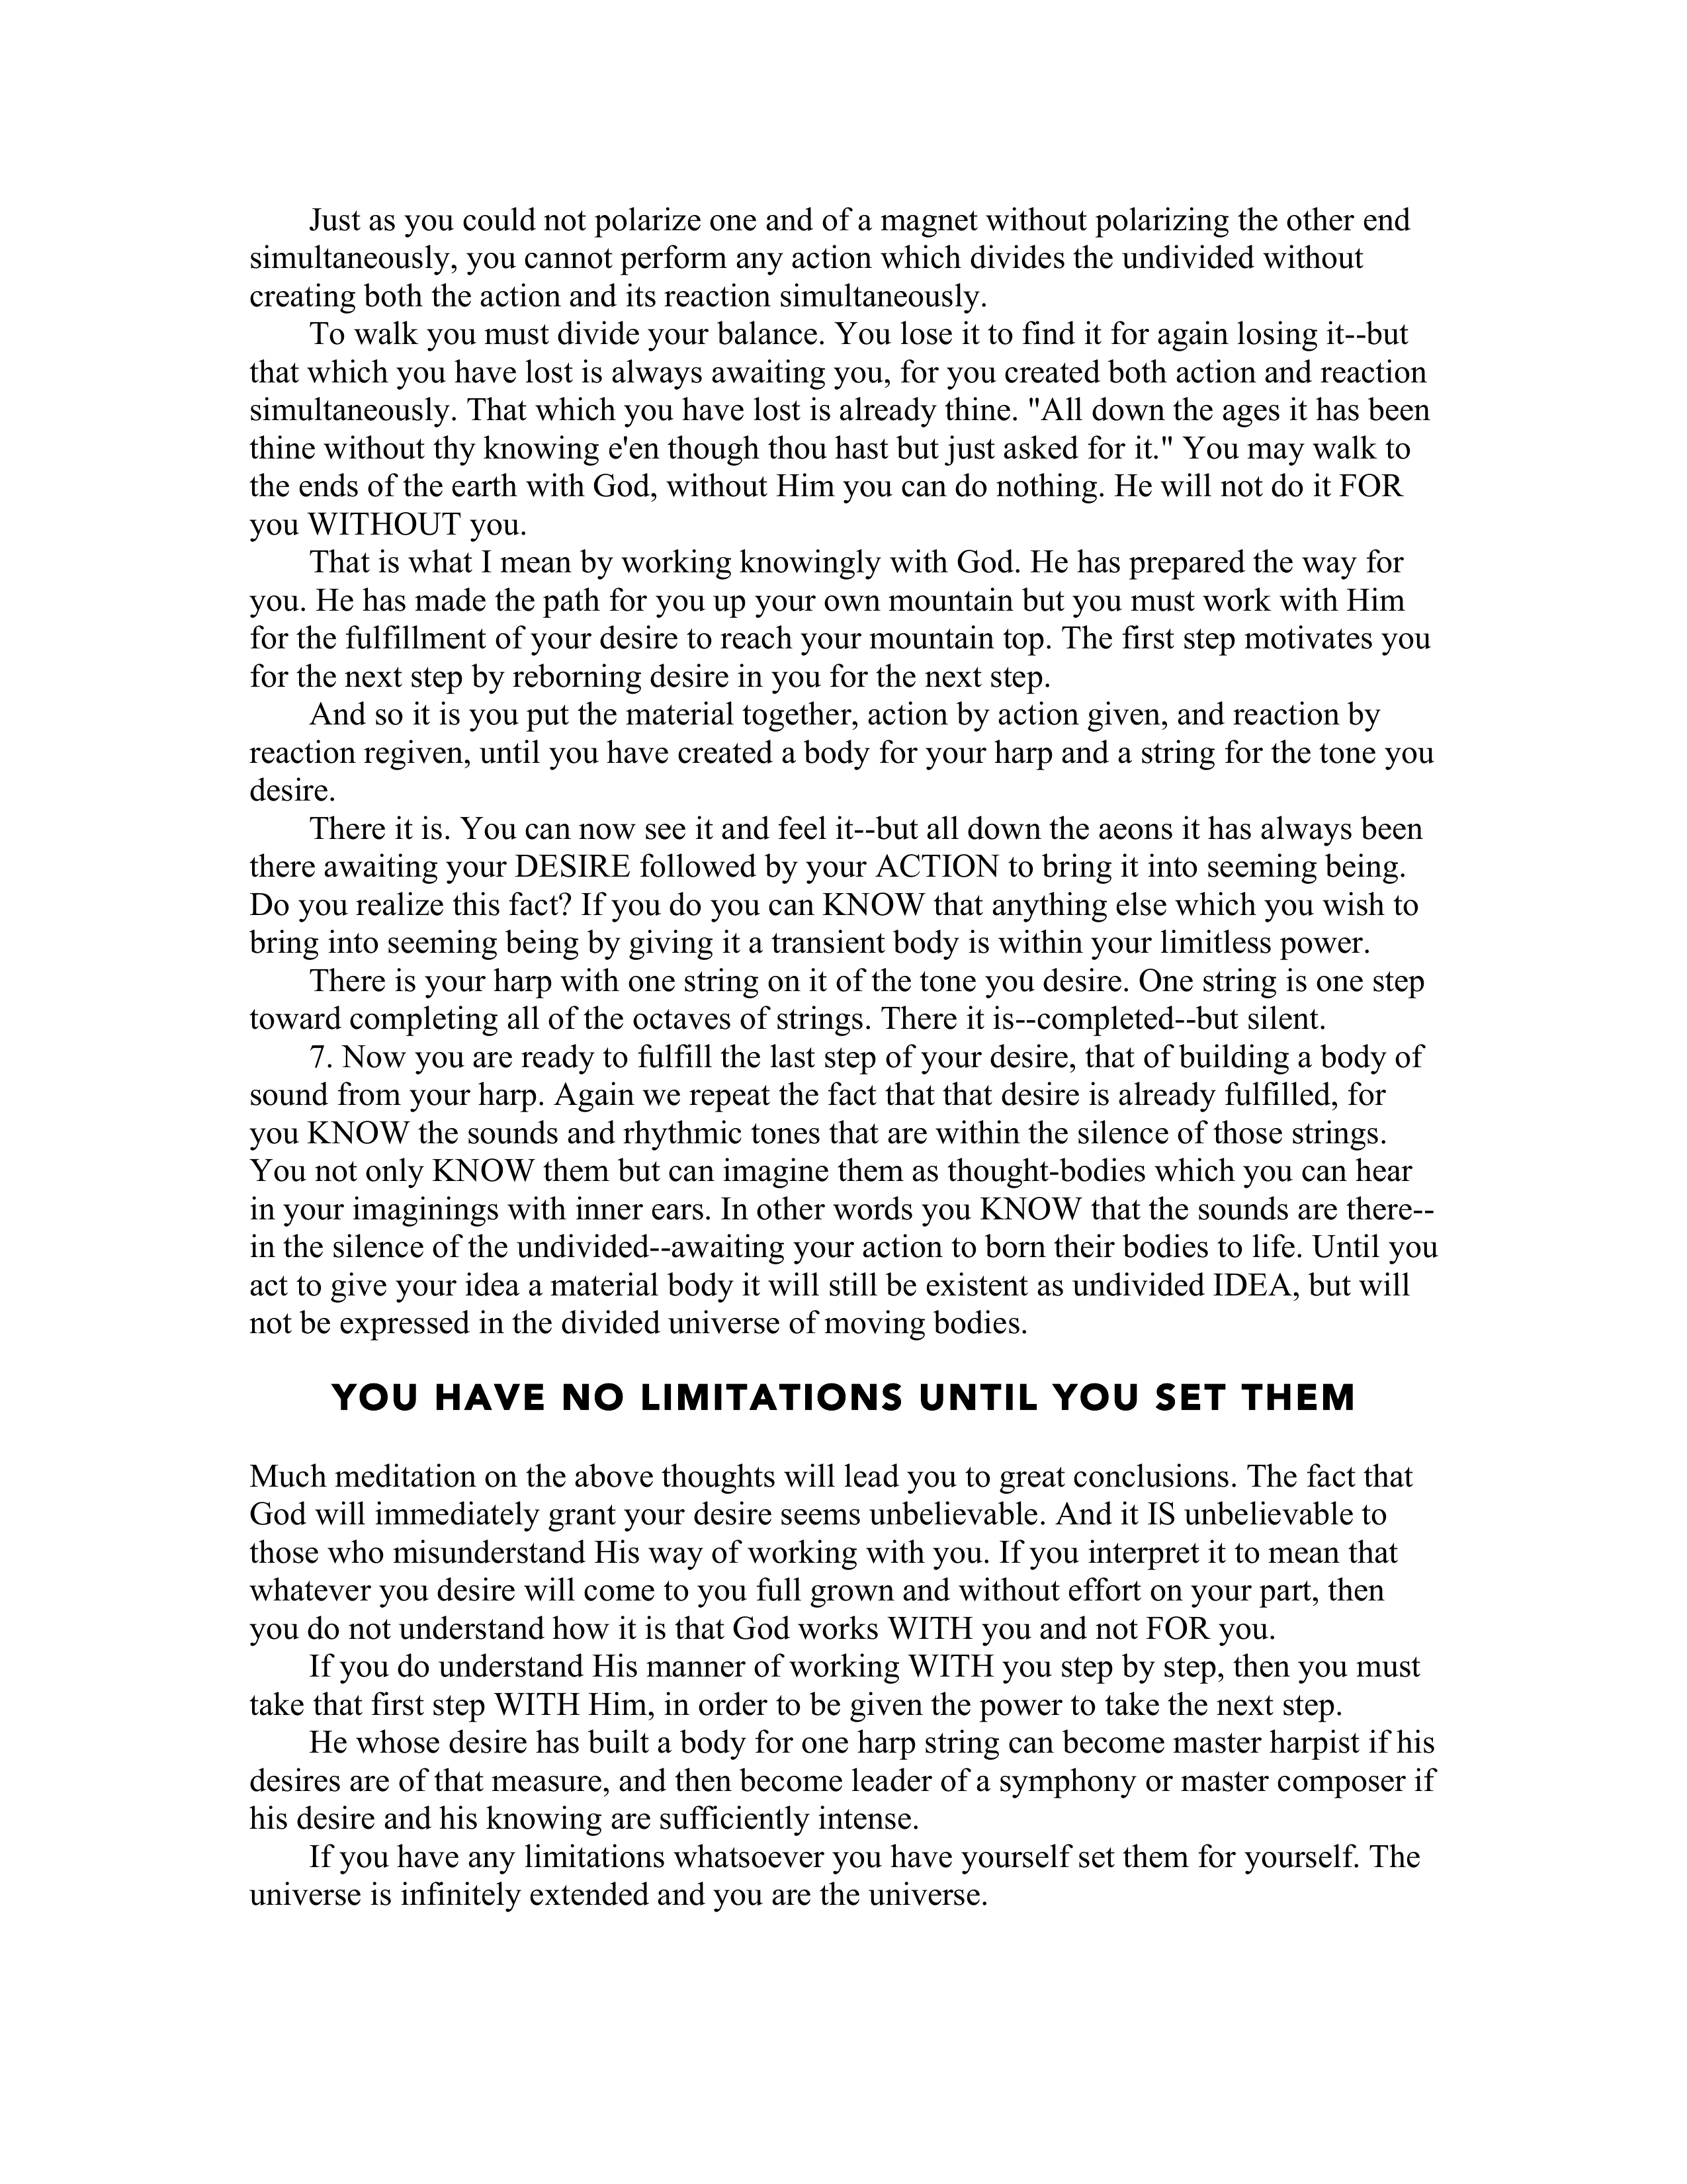 Just as you could not polarize one and of a magnet without polarizing the other end
simultaneously, you cannot perform any action which divides the undivided without
creating both the action and its reaction simultaneously.
To walk you must divide your balance. You lose it to find it for again losing it--but
that which you have lost is always awaiting you, for you created both action and reaction
simultaneously. That which you have lost is already thine. "All down the ages it has been
thine without thy knowing e'en though thou hast but just asked for it." You may walk to
the ends of the earth with God, without Him you can do nothing. He will not do it FOR
you WITHOUT you.
That is what I mean by working knowingly with God. He has prepared the way for
you. He has made the path for you up your own mountain but you must work with Him
for the fulfillment of your desire to reach your mountain top. The first step motivates you
for the next step by reborning desire in you for the next step.
And so it is you put the material together, action by action given, and reaction by
reaction regiven, until you have created a body for your harp and a string for the tone you
desire.
There it is. You can now see it and feel it--but all down the aeons it has always been
there awaiting your DESIRE followed by your ACTION to bring it into seeming being.
Do you realize this fact? If you do you can KNOW that anything else which you wish to
bring into seeming being by giving it a transient body is within your limitless power.
There is your harp with one string on it of the tone you desire. One string is one step
toward completing all of the octaves of strings. There it is--completed--but silent.
7. Now you are ready to fulfill the last step of your desire, that of building a body of
sound from your harp. Again we repeat the fact that that desire is already fulfilled, for
you KNOW the sounds and rhythmic tones that are within the silence of those strings.
You not only KNOW them but can imagine them as thought-bodies which you can hear
in your imaginings with inner ears. In other words you KNOW that the sounds are there--
in the silence of the undivided--awaiting your action to born their bodies to life. Until you
act to give your idea a material body it will still be existent as undivided IDEA, but will
not be expressed in the divided universe of moving bodies.
YOU HAVE NO LIMITATIONS UNTIL YOU SET THEM
Much meditation on the above thoughts will lead you to great conclusions. The fact that
God will immediately grant your desire seems unbelievable. And it IS unbelievable to
those who misunderstand His way of working with you. If you interpret it to mean that
whatever you desire will come to you full grown and without effort on your part, then
you do not understand how it is that God works WITH you and not FOR you.
If you do understand His manner of working WITH you step by step, then you must
take that first step WITH Him, in order to be given the power to take the next step.
He whose desire has built a body for one harp string can become master harpist if his
desires are of that measure, and then become leader of a symphony or master composer if
his desire and his knowing are sufficiently intense.
If you have any limitations whatsoever you have yourself set them for yourself. The
universe is infinitely extended and you are the universe.